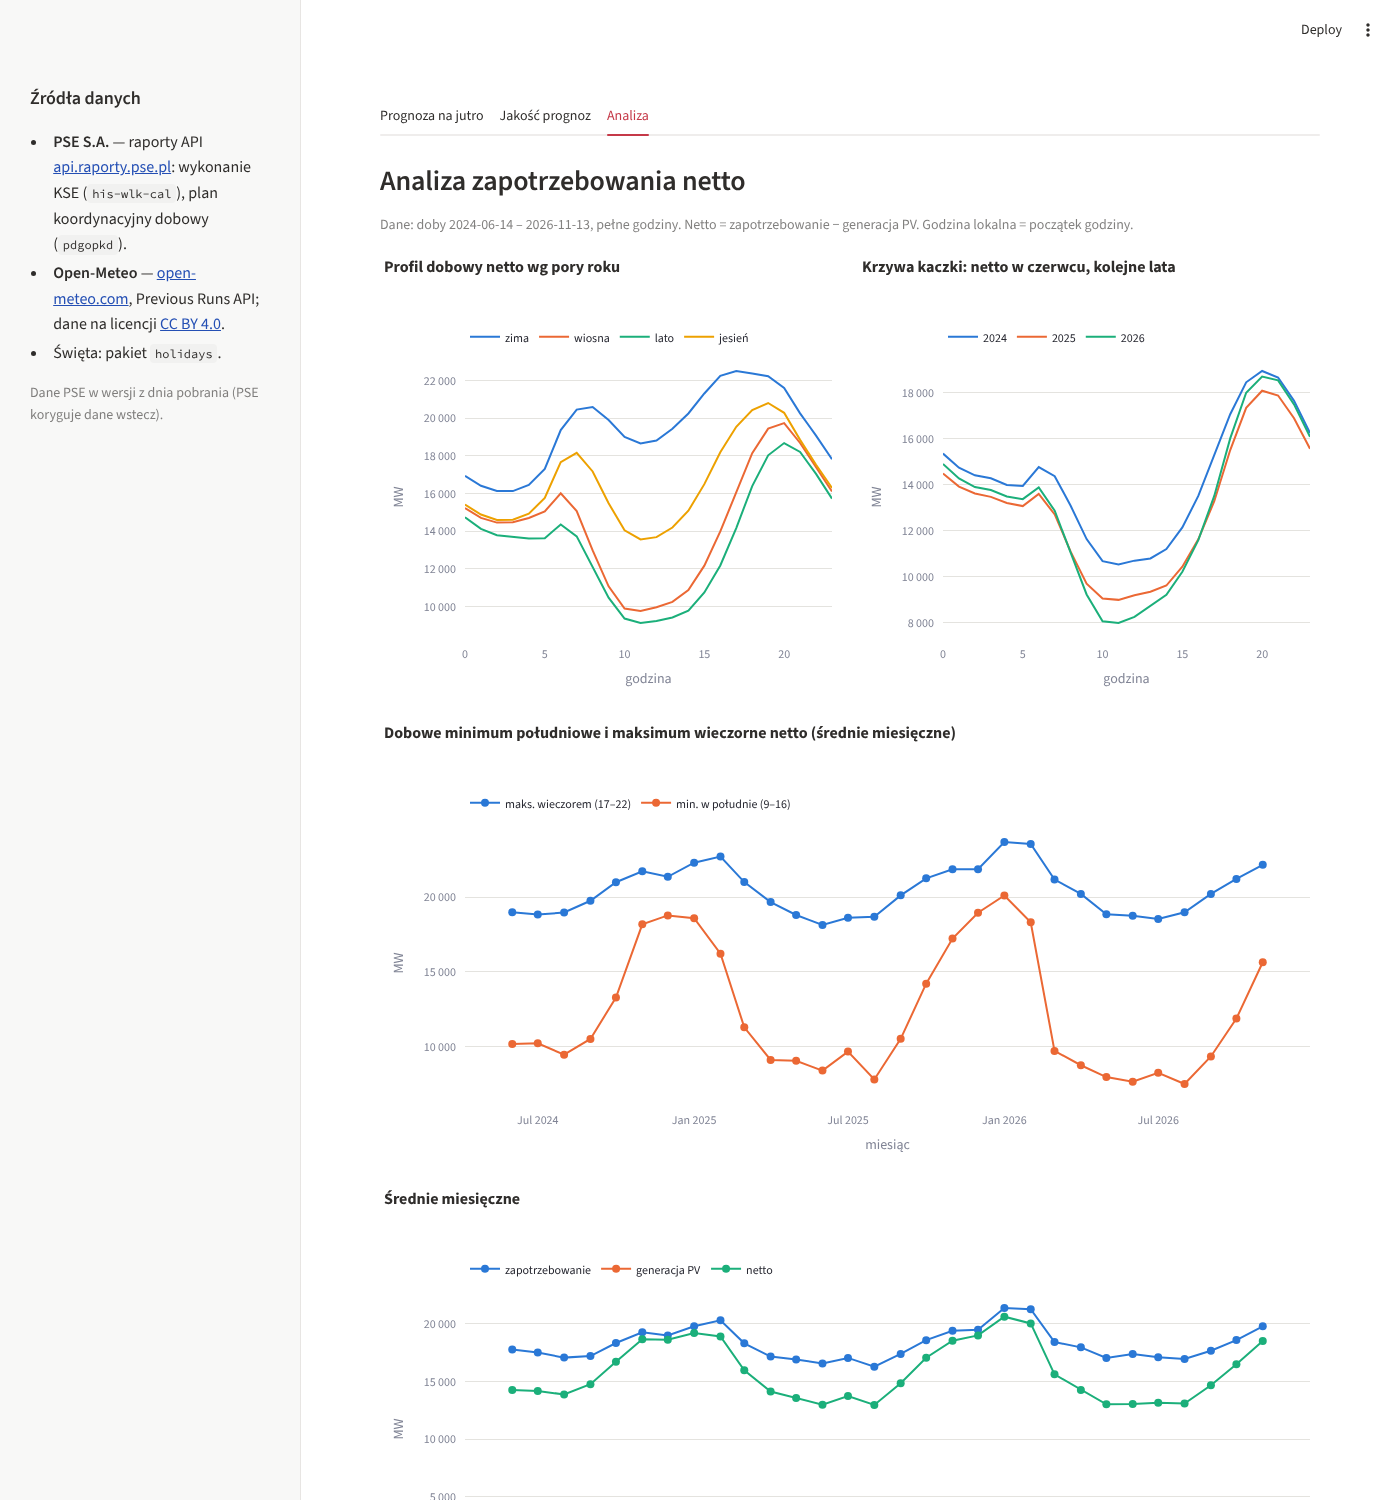 Deploy
Źródła danych
PSE S.A. — raporty API
api.raporty.pse.pl: wykonanie
KSE ( his-wlk-cal ), plan
koordynacyjny dobowy
( pdgopkd ).
Open-Meteo — open-
meteo.com, Previous Runs API;
dane na licencji CC BY 4.0.
Święta: pakiet holidays .
Dane PSE w wersji z dnia pobrania (PSE
koryguje dane wstecz).
Prognoza na jutro Jakość prognoz Analiza
Analiza zapotrzebowania netto
Dane: doby 2024-06-14 – 2026-11-13, pełne godziny. Netto = zapotrzebowanie − generacja PV. Godzina lokalna = początek godziny.
Profil dobowy netto wg pory roku
zima wiosna lato jesień
22 000
20 000
18 000
16 000
14 000
12 000
10 000
MW
0 5 10 15 20
godzina
Krzywa kaczki: netto w czerwcu, kolejne lata
2024 2025 2026
18 000
16 000
14 000
12 000
10 000
8 000
MW
0 5 10 15 20
godzina
Dobowe minimum południowe i maksimum wieczorne netto (średnie miesięczne)
maks. wieczorem (17–22) min. w południe (9–16)
20 000
15 000
10 000
MW
Jul 2024 Jan 2025 Jul 2025 Jan 2026 Jul 2026
miesiąc
Średnie miesięczne
zapotrzebowanie generacja PV netto
20 000
15 000
10 000
5 000
MW